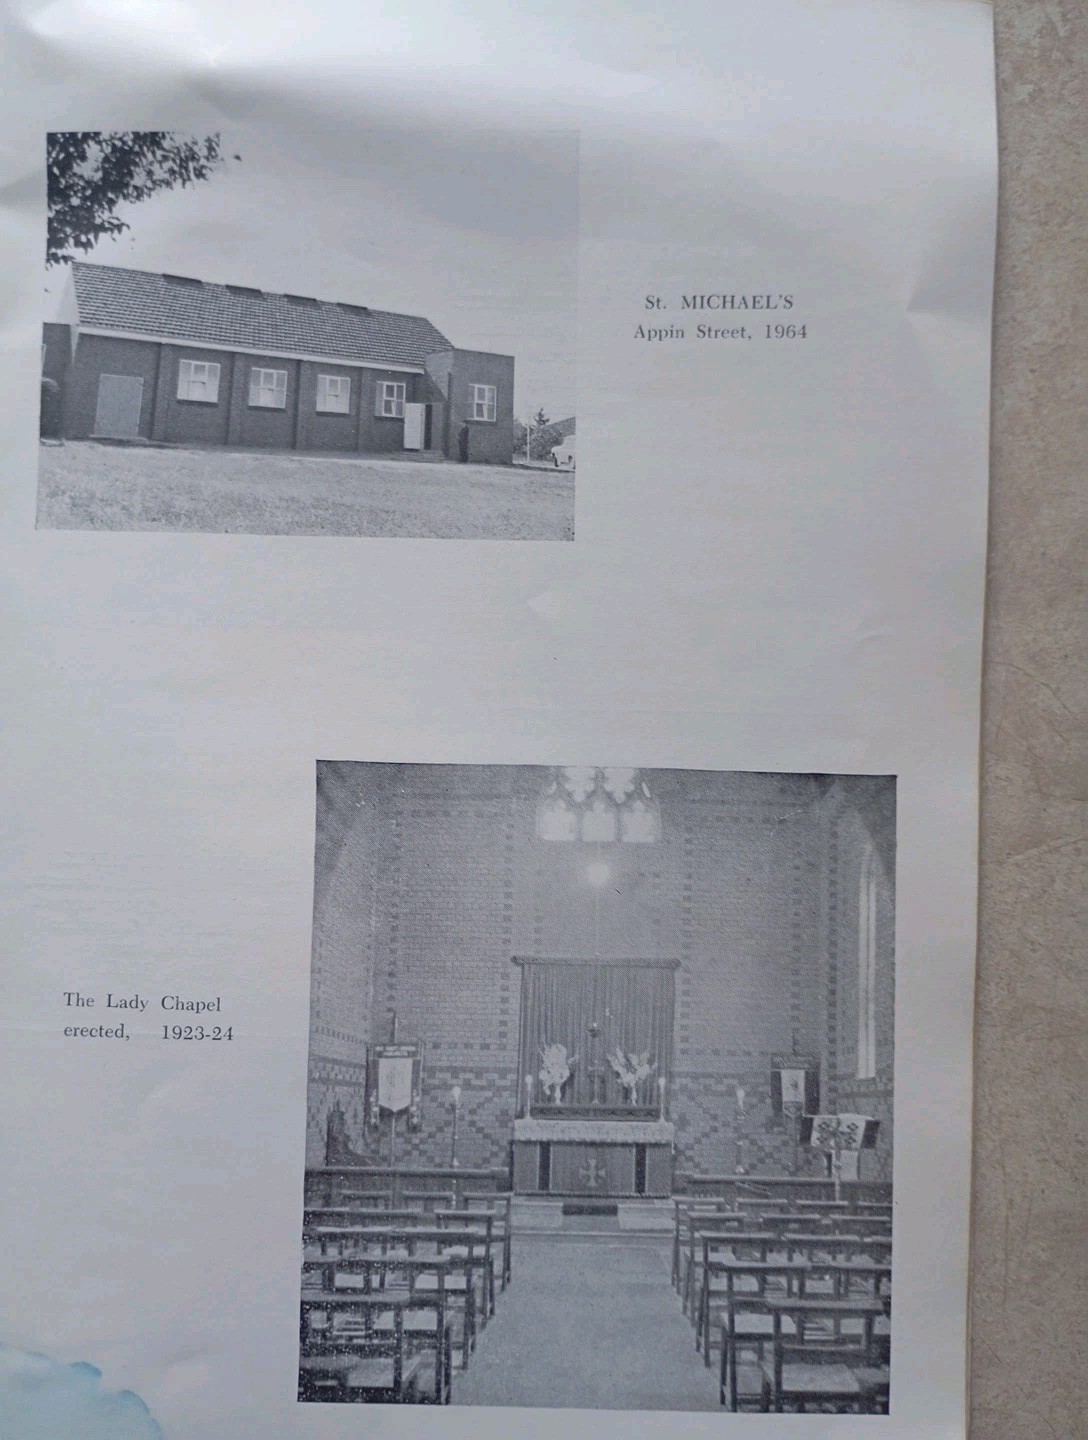 St. MICHAEL'S
Appin Street, 1964
The Lady Chapel
erected, 1923-24